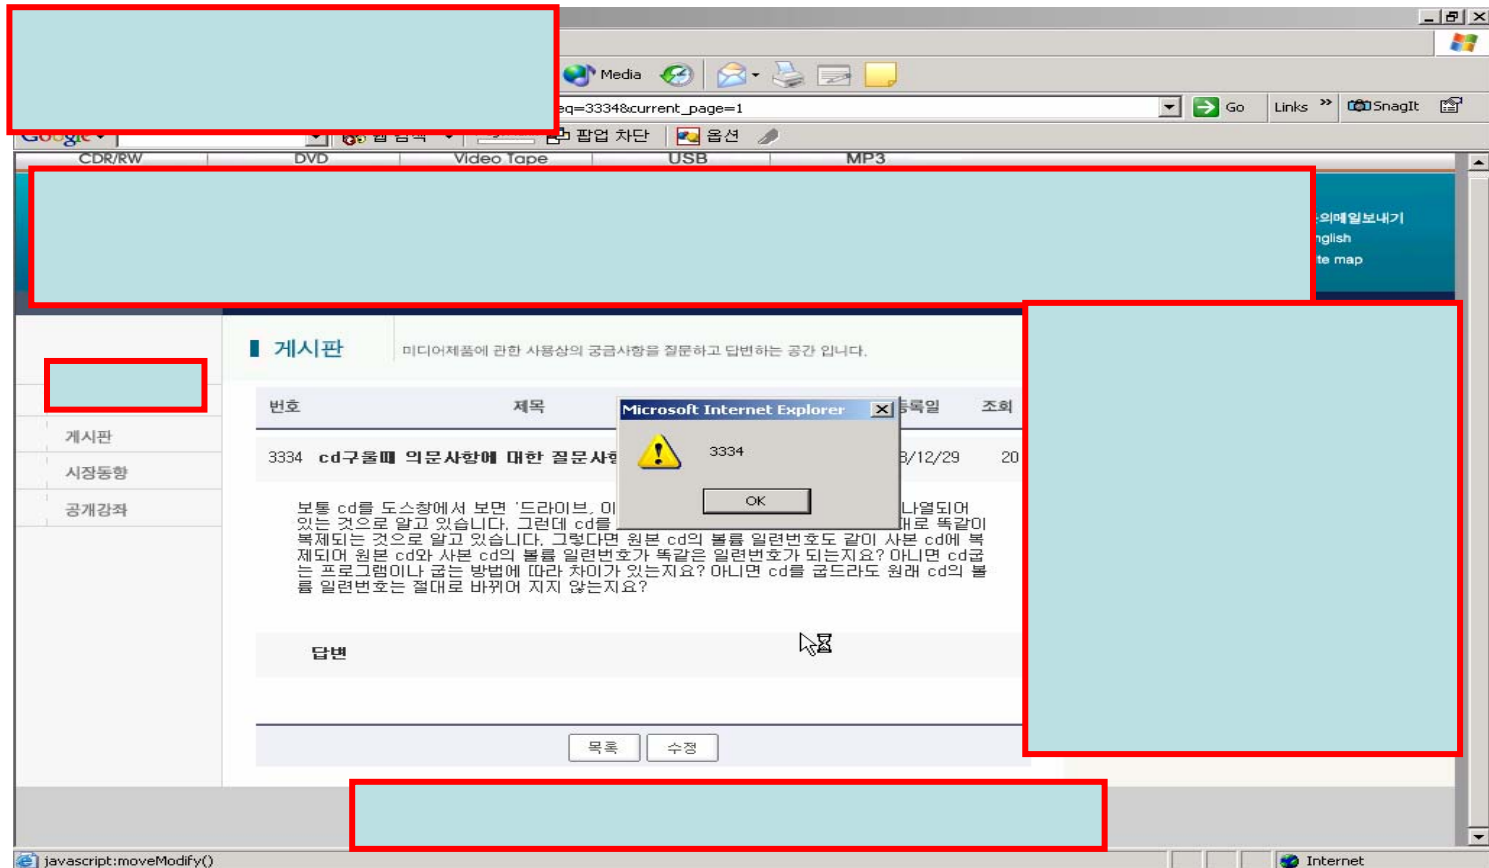 Media
eq=3334&current_page=1
Go Links » SnagIt
팝업 차단 옵션
CDR/RW DVD Video Tape USB MP3
의메일보내기
nglish
te map
게시판 미디어제품에 관한 사용상의 궁금사항을 질문하고 답변하는 공간 입니다.
번호 제목 등록일 조회
Microsoft Internet Explorer
3334
OK
게시판
시장동향
공개강좌
3334 cd구울때 의문사항에 대한 질문사 3/12/29 20
보통 cd를 도스창에서 보면 '드라이브, 이 나열되어
있는 것으로 알고 있습니다. 그런데 cd를 대로 똑같이
복제되는 것으로 알고 있습니다. 그렇다면 원본 cd의 볼륨 일련번호도 같이 사본 cd에 복
제되어 원본 cd와 사본 cd의 볼륨 일련번호가 똑같은 일련번호가 되는지요? 아니면 cd굽
는 프로그램이나 굽는 방법에 따라 차이가 있는지요? 아니면 cd를 굽드라도 원래 cd의 볼
륨 일련번호는 절대로 바뀌어 지지 않는지요?
답변
목록 수정
javascript:moveModify() Internet